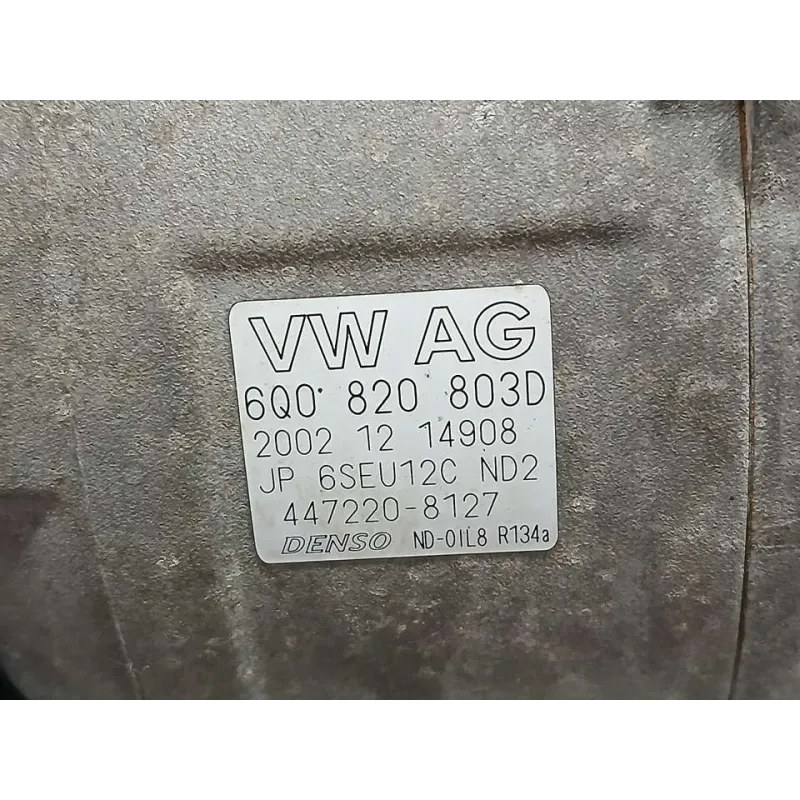 VW AG
6Q0 820 803D
2002 12 14908
JP 6SEU12C ND2
447220-8127
DENSO ND-OIL8 R134a